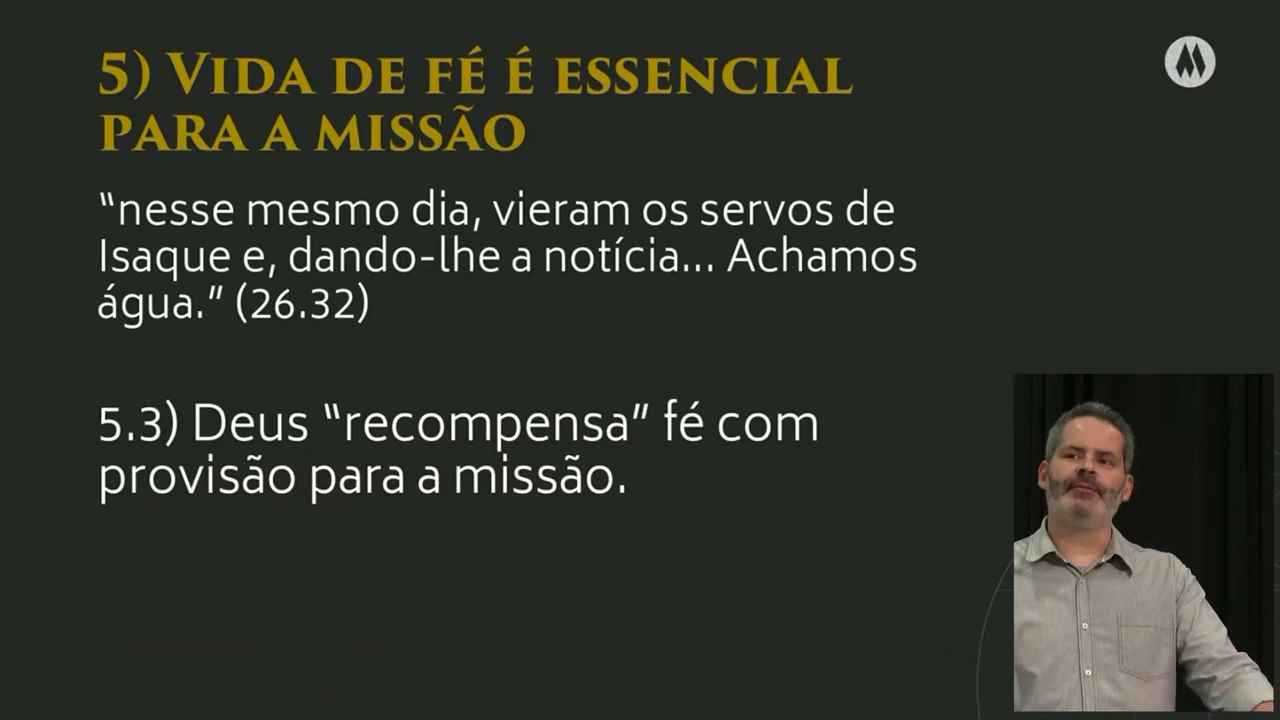 5) VIDA DE FÉ É ESSENCIAL
PARA A MISSÃO
“nesse mesmo dia, vieram os servos de
Isaque e, dando-lhe a notícia... Achamos
água.” (26.32)
5.3) Deus “recompensa” fé com
provisão para a missão.